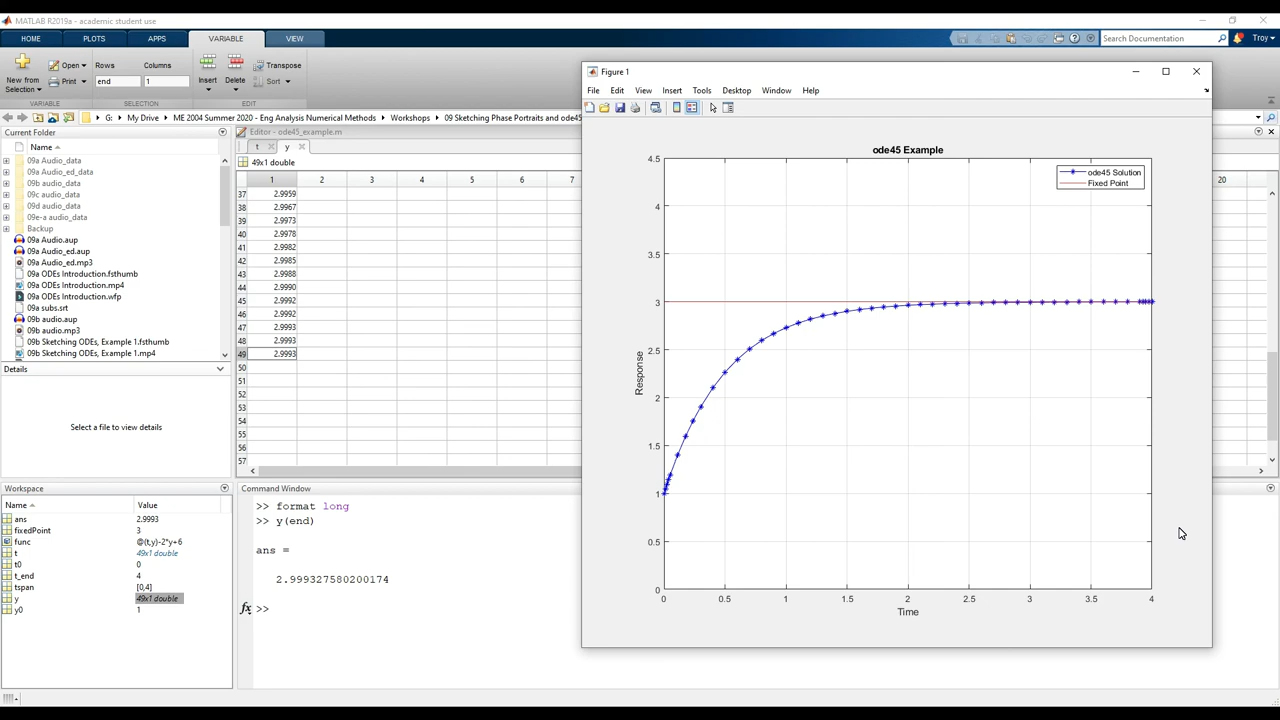 MATLAB R2019a - academic student use
HOME PLOTS APPS VARIABLE VIEW
Search Documentation
Troy
New from Selection
Open
Print
Rows
end
Columns
1
Insert
Delete
Transpose
Sort
VARIABLE SELECTION EDIT
G: My Drive ME 2004 Summer 2020 - Eng Analysis Numerical Methods Workshops 09 Sketching Phase Portraits and ode45
Current Folder
Name
09a Audio_data
09a Audio_ed_data
09b audio_data
09c audio_data
09d audio_data
09e-a audio_data
Backup
09a Audio.aup
09a Audio_ed.aup
09a Audio_ed.mp3
09a ODEs Introduction.fsthumb
09a ODEs Introduction.mp4
09a ODEs Introduction.wfp
09a subs.srt
09b audio.aup
09b audio.mp3
09b Sketching ODEs, Example 1.fsthumb
09b Sketching ODEs, Example 1.mp4
Details
Select a file to view details
Workspace
Name Value
ans 2.9993
fixedPoint 3
func @(t,y)-2*y+6
t 49x1 double
t0 0
t_end 4
tspan [0,4]
y 49x1 double
y0 1
Editor - ode45_example.m
t y
49x1 double
1 2 3 4 5 6 7 20
37 2.9959
38 2.9967
39 2.9973
40 2.9978
41 2.9982
42 2.9985
43 2.9988
44 2.9990
45 2.9992
46 2.9992
47 2.9993
48 2.9993
49 2.9993
50
51
52
53
54
55
56
57
Command Window
>> format long
>> y(end)
ans =
2.999327580200174
fx >>
Figure 1
File Edit View Insert Tools Desktop Window Help
ode45 Example
ode45 Solution
Fixed Point
4.5
4
3.5
3
2.5
2
1.5
1
0.5
0
Response
0 0.5 1 1.5 2 2.5 3 3.5 4
Time